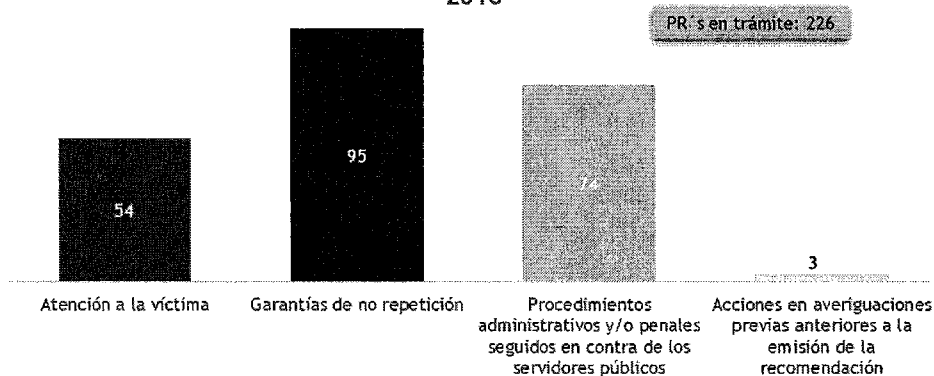 PR´s en trámite: 226
95
54
74
3
Atención a la víctima
Garantías de no repetición
Procedimientos
administrativos y/o penales
seguidos en contra de los
servidores públicos
Acciones en averiguaciones
previas anteriores a la
emisión de la
recomendación